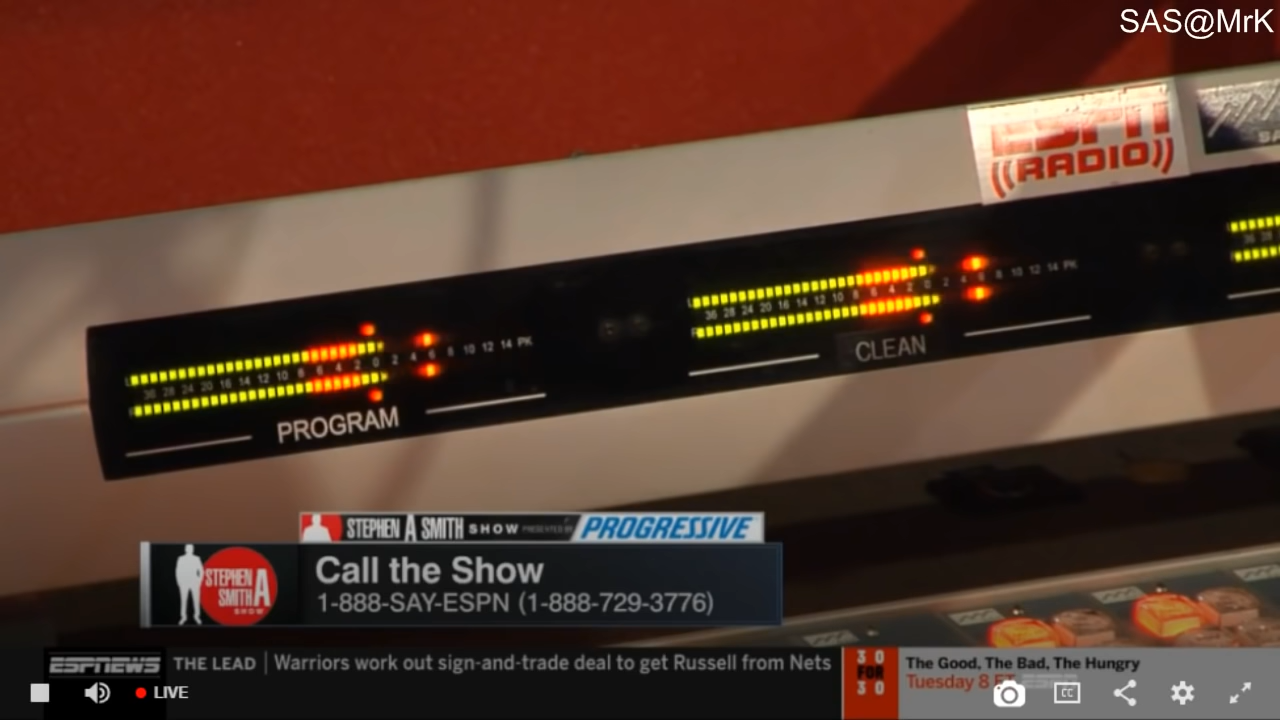 SAS@MrK
ESPN
RADIO
L
36 28 24 20 16 14 12 10 8 6 4 2 0 2 4 6 8 10 12 14 PK
CLEAN
36 28 24 20 16 14 12 10 8 6 4 2 0 2 4 6 8 10 12 14 PK
PROGRAM
STEPHEN A SMITH SHOW PRESENTED BY PROGRESSIVE
STEPHEN A
SMITH
SHOW
Call the Show
1-888-SAY-ESPN (1-888-729-3776)
ESPNEWS THE LEAD | Warriors work out sign-and-trade deal to get Russell from Nets
30
FOR
30
The Good, The Bad, The Hungry
Tuesday 8 ET
LIVE
CC